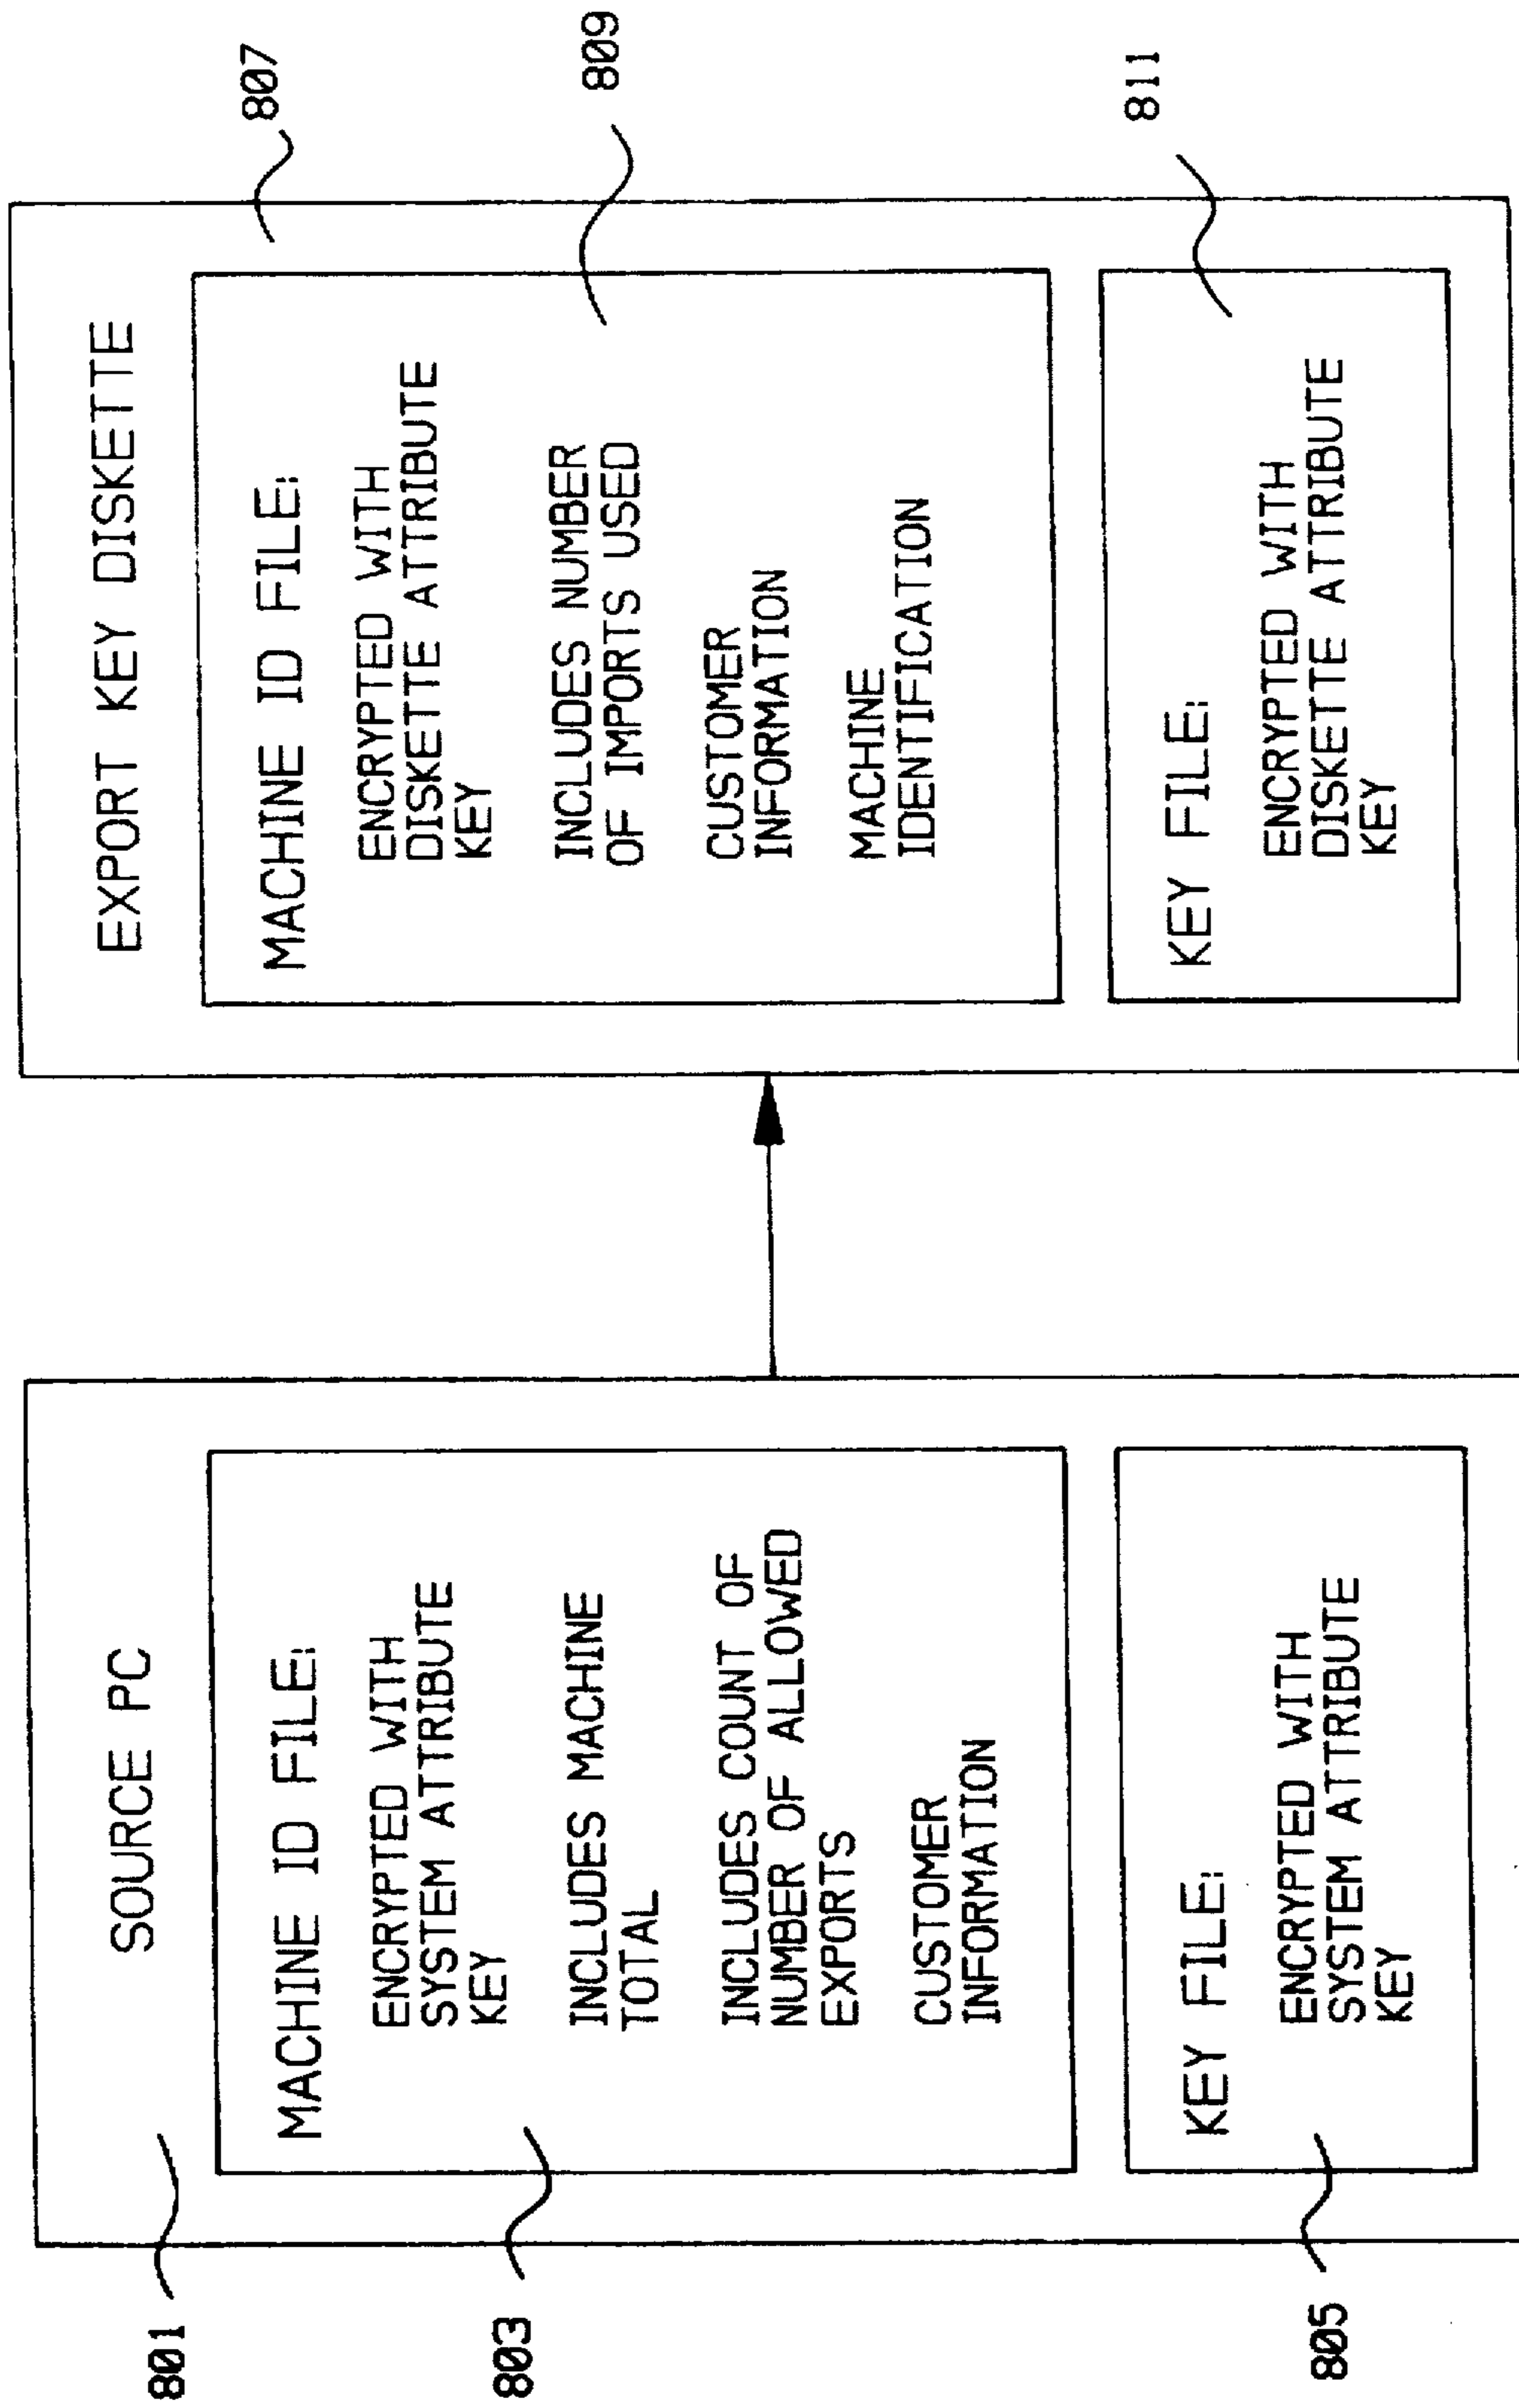 801
SOURCE PC
803
MACHINE ID FILE:
ENCRYPTED WITH
SYSTEM ATTRIBUTE
KEY
INCLUDES MACHINE
TOTAL
INCLUDES COUNT OF
NUMBER OF ALLOWED
EXPORTS
CUSTOMER
INFORMATION
805
KEY FILE:
ENCRYPTED WITH
SYSTEM ATTRIBUTE
KEY
EXPORT KEY DISKETTE
807
MACHINE ID FILE:
ENCRYPTED WITH
DISKETTE ATTRIBUTE
KEY
INCLUDES NUMBER
OF IMPORTS USED
CUSTOMER
INFORMATION
MACHINE
IDENTIFICATION
809
KEY FILE:
ENCRYPTED WITH
DISKETTE ATTRIBUTE
KEY
811